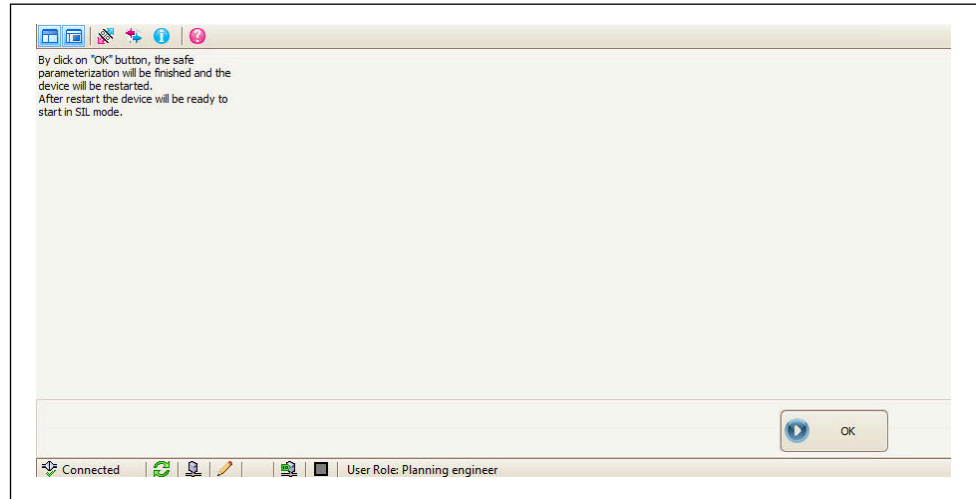 By click on "OK" button, the safe
parameterization will be finished and the
device will be restarted.
After restart the device will be ready to
start in SIL mode.
OK
Connected
User Role: Planning engineer